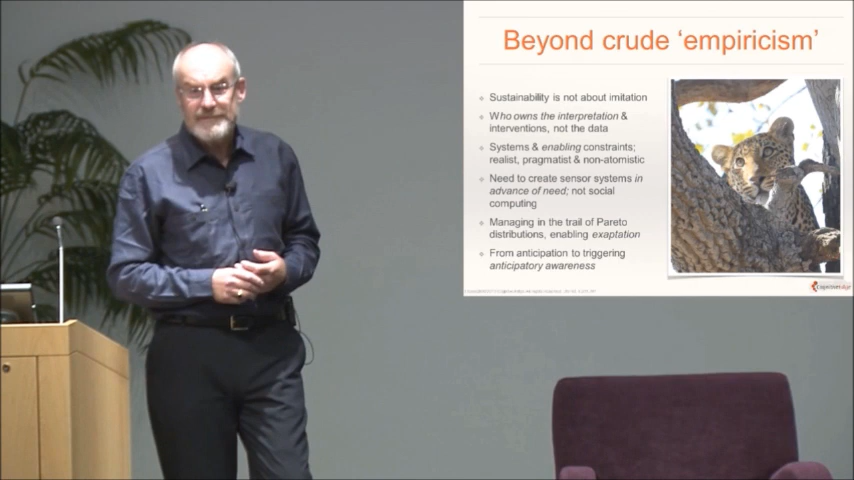 Beyond crude ‘empiricism’
Sustainability is not about imitation
Who owns the interpretation &
interventions, not the data
Systems & enabling constraints;
realist, pragmatist & non-atomistic
Need to create sensor systems in
advance of need; not social
computing
Managing in the trail of Pareto
distributions, enabling exaptation
From anticipation to triggering
anticipatory awareness